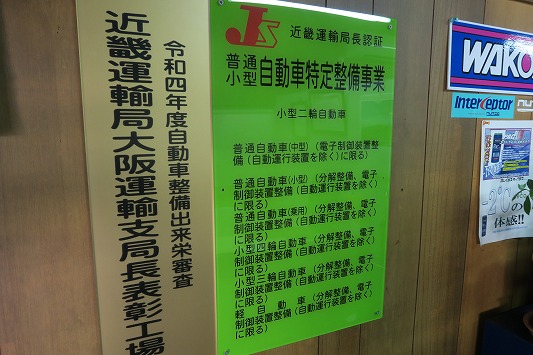 令和四年度自動車整備出来栄審査
近畿運輸局大阪運輸支局長表彰工場
JS
近畿運輸局長認証
普通
小型
自動車特定整備事業
小型二輪自動車
普通自動車(中型)(電子制御装置整
備(自動運行装置を除く)に限る)
普通自動車(小型)(分解整備、電子
制御装置整備(自動運行装置を除く)
に限る)
普通自動車(乗用)(分解整備、電子
制御装置整備(自動運行装置を除く)
に限る)
小型四輪自動車(分解整備、電子
制御装置整備(自動運行装置を除く)
に限る)
小型三輪自動車(分解整備、電子
制御装置整備(自動運行装置を除く)
に限る)
軽自動車(分解整備、電子
制御装置整備(自動運行装置を除く)
に限る)
WAKO
Interceptor
の
体感!!